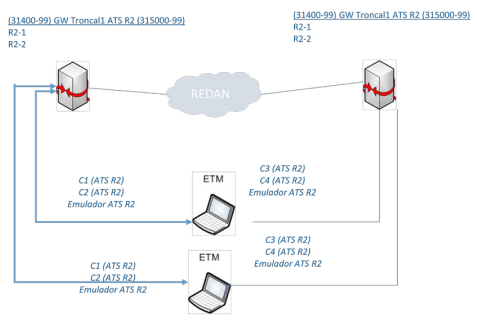 (31400-99) GW Troncal1 ATS R2 (315000-99)
R2-1
R2-2
(31400-99) GW Troncal1 ATS R2 (315000-99)
R2-1
R2-2
REDAN
C1 (ATS R2)
C2 (ATS R2)
Emulador ATS R2
ETM
C3 (ATS R2)
C4 (ATS R2)
Emulador ATS R2
C1 (ATS R2)
C2 (ATS R2)
Emulador ATS R2
ETM
C3 (ATS R2)
C4 (ATS R2)
Emulador ATS R2